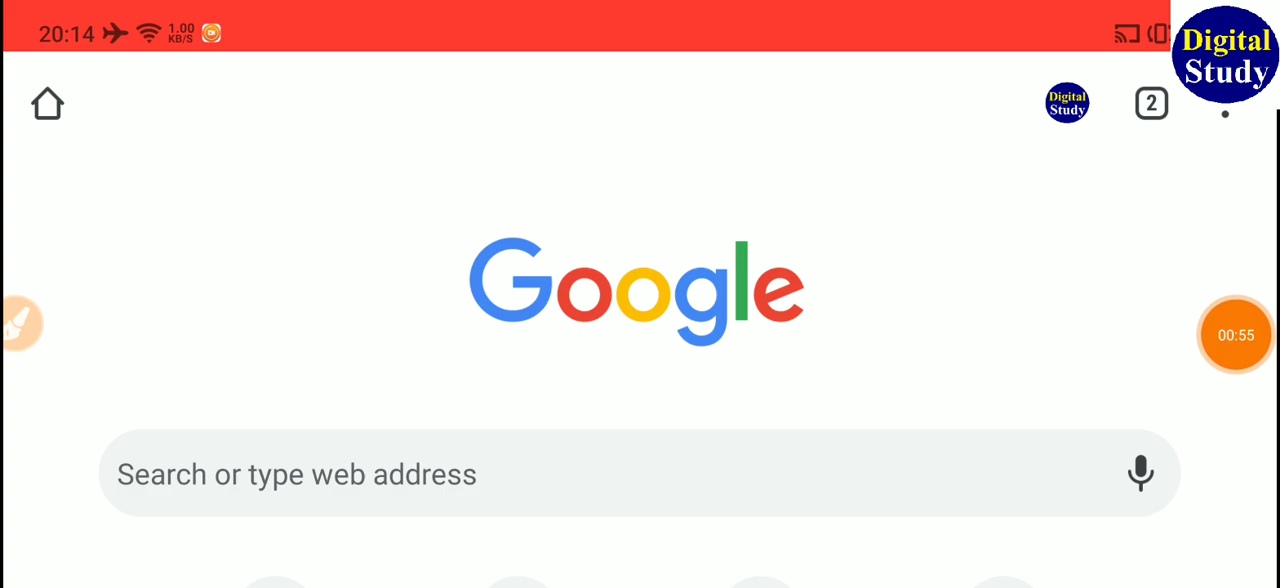 20:14
1.00
KB/S
Digital
Study
Digital
Study
2
Google
00:55
Search or type web address